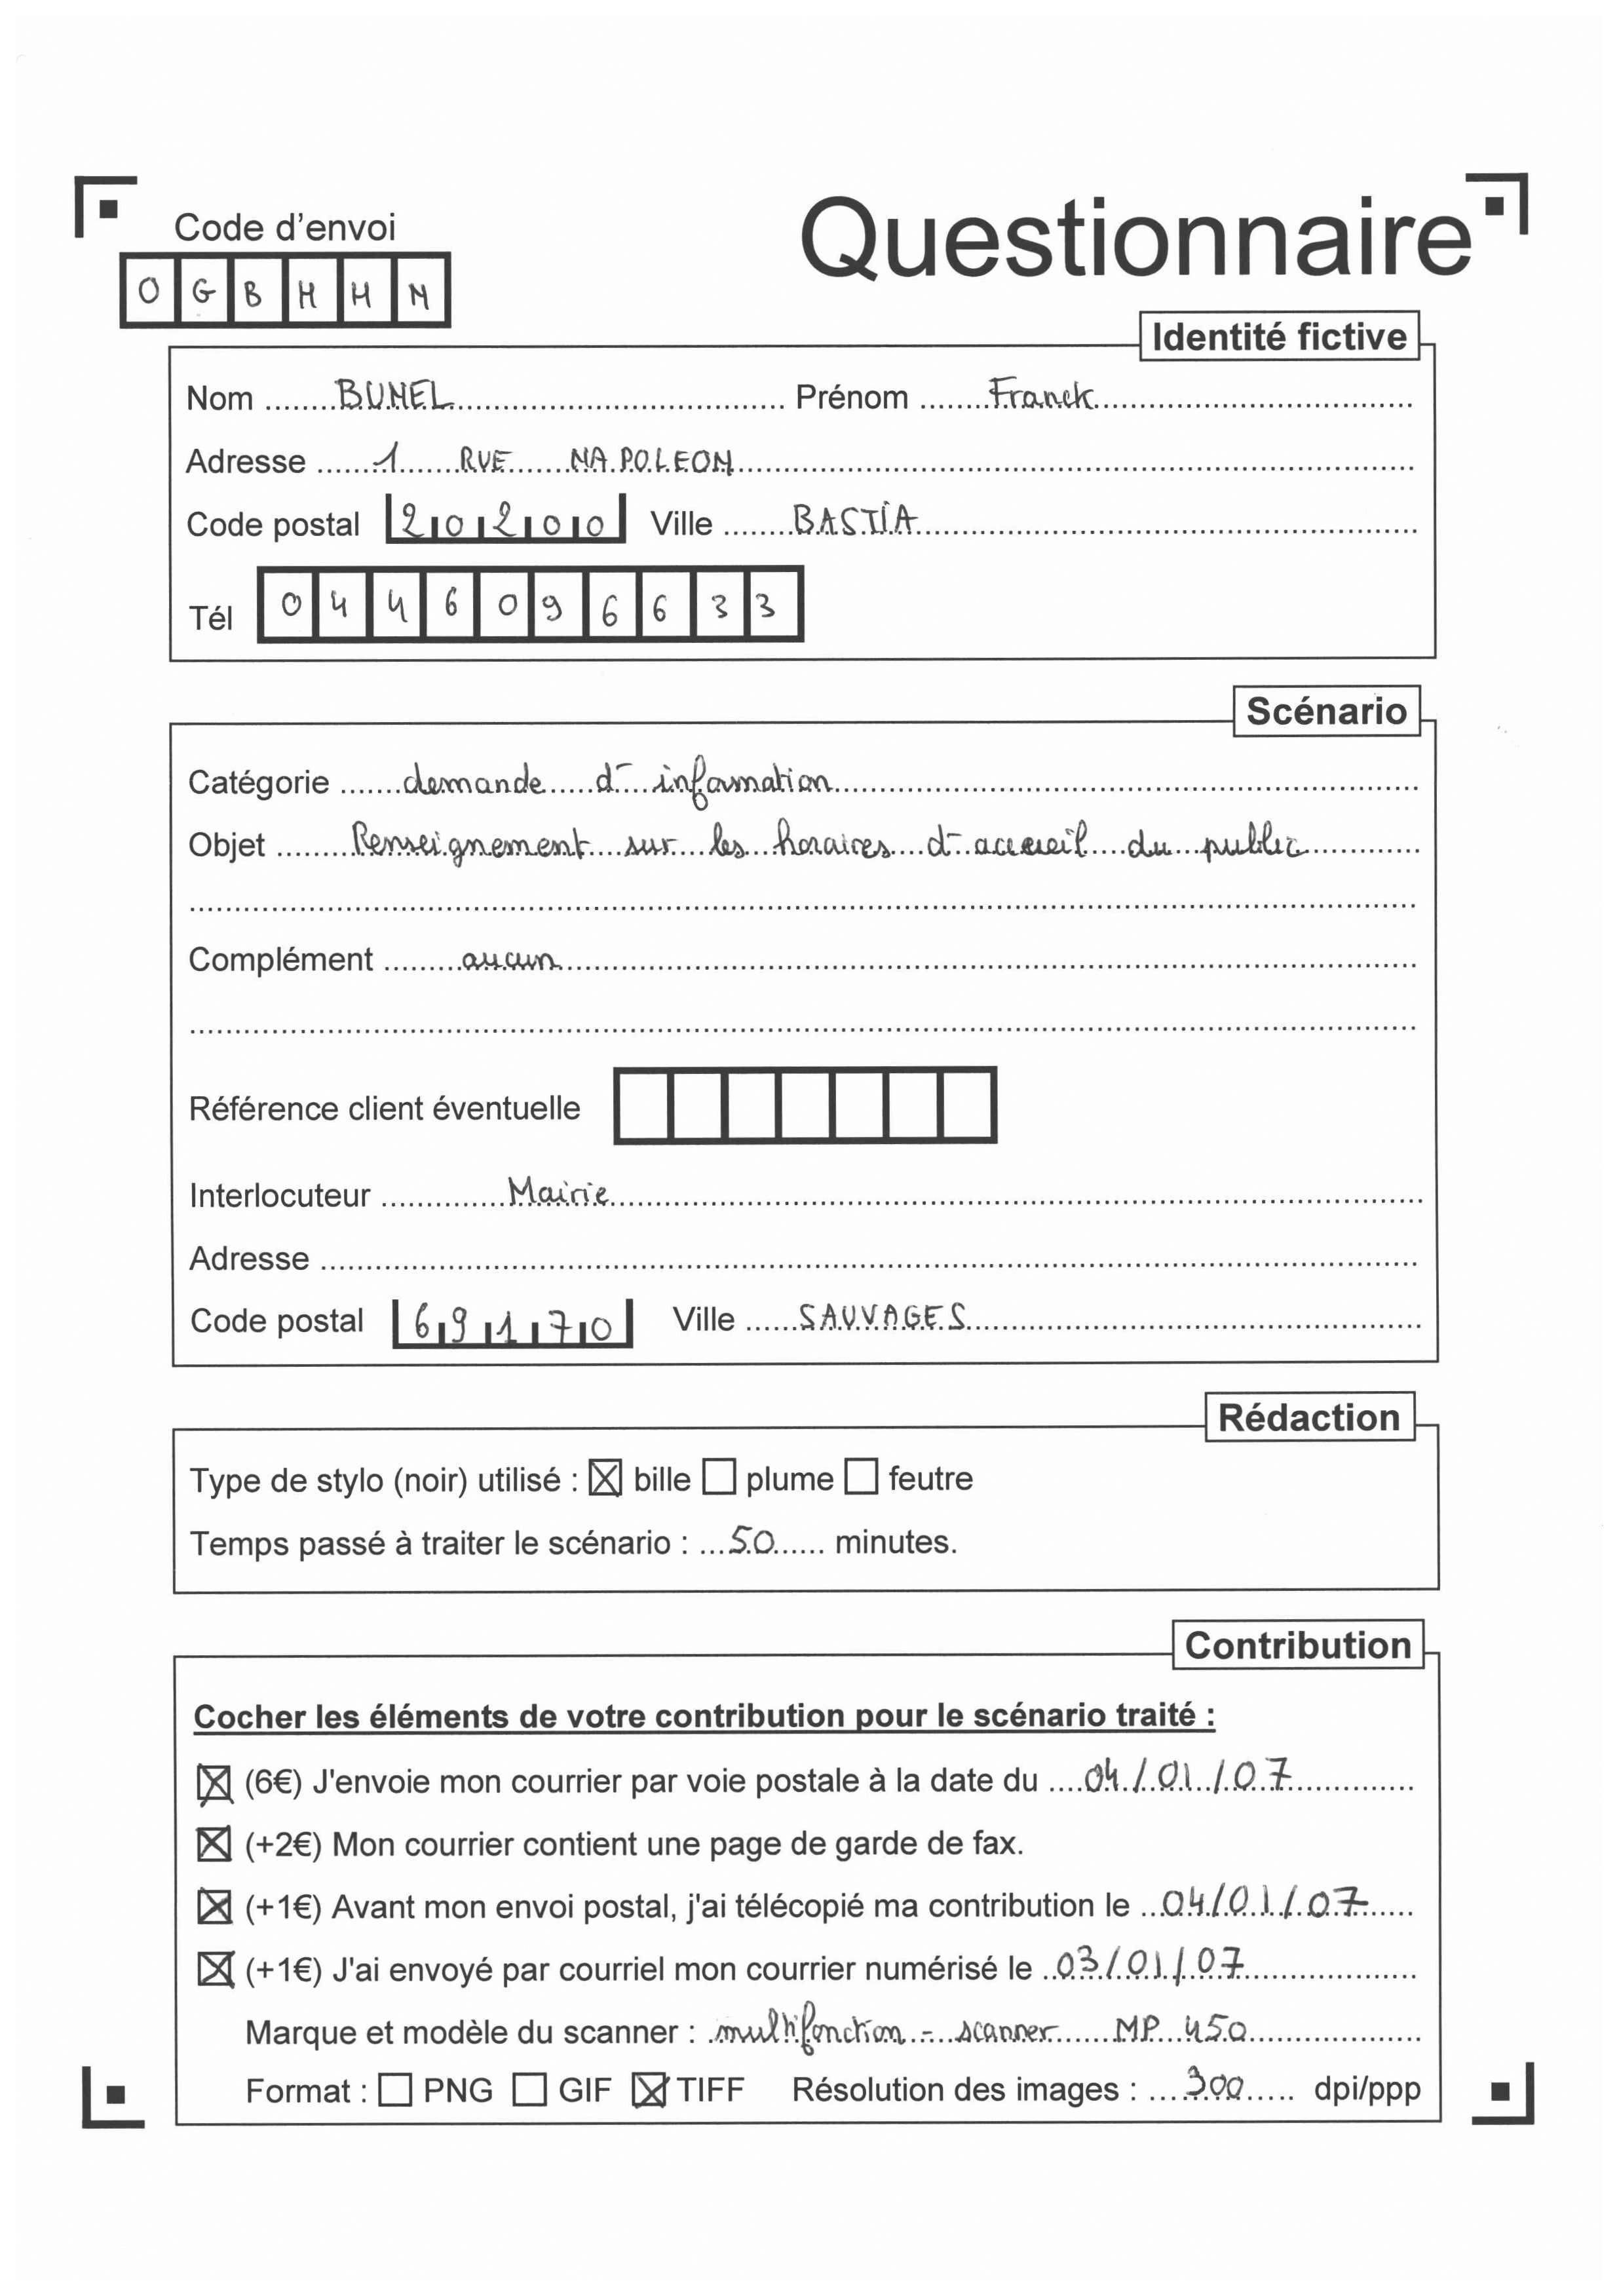 Code d'envoi
Questionnaire
O G B H H N
Identité fictive
Nom BUNEL Prénom Franck
Adresse 1 RUE NAPOLEON
Code postal 20200 Ville BASTIA
Tél 0446096633
Scénario
Catégorie demande d'information
Objet Renseignement sur les horaires d'accueil du public
Complément aucun
Référence client éventuelle
Interlocuteur Mairie
Adresse
Code postal 69170 Ville SAUVAGES
Rédaction
Type de stylo (noir) utilisé : ☒ bille ☐ plume ☐ feutre
Temps passé à traiter le scénario : 50 minutes.
Contribution
Cocher les éléments de votre contribution pour le scénario traité :
☒ (6€) J'envoie mon courrier par voie postale à la date du 04/01/07
☒ (+2€) Mon courrier contient une page de garde de fax.
☒ (+1€) Avant mon envoi postal, j'ai télécopié ma contribution le 04/01/07
☒ (+1€) J'ai envoyé par courriel mon courrier numérisé le 03/01/07
Marque et modèle du scanner : multifonction - scanner MP 450
Format : ☐ PNG ☐ GIF ☒ TIFF Résolution des images : 300 dpi/ppp